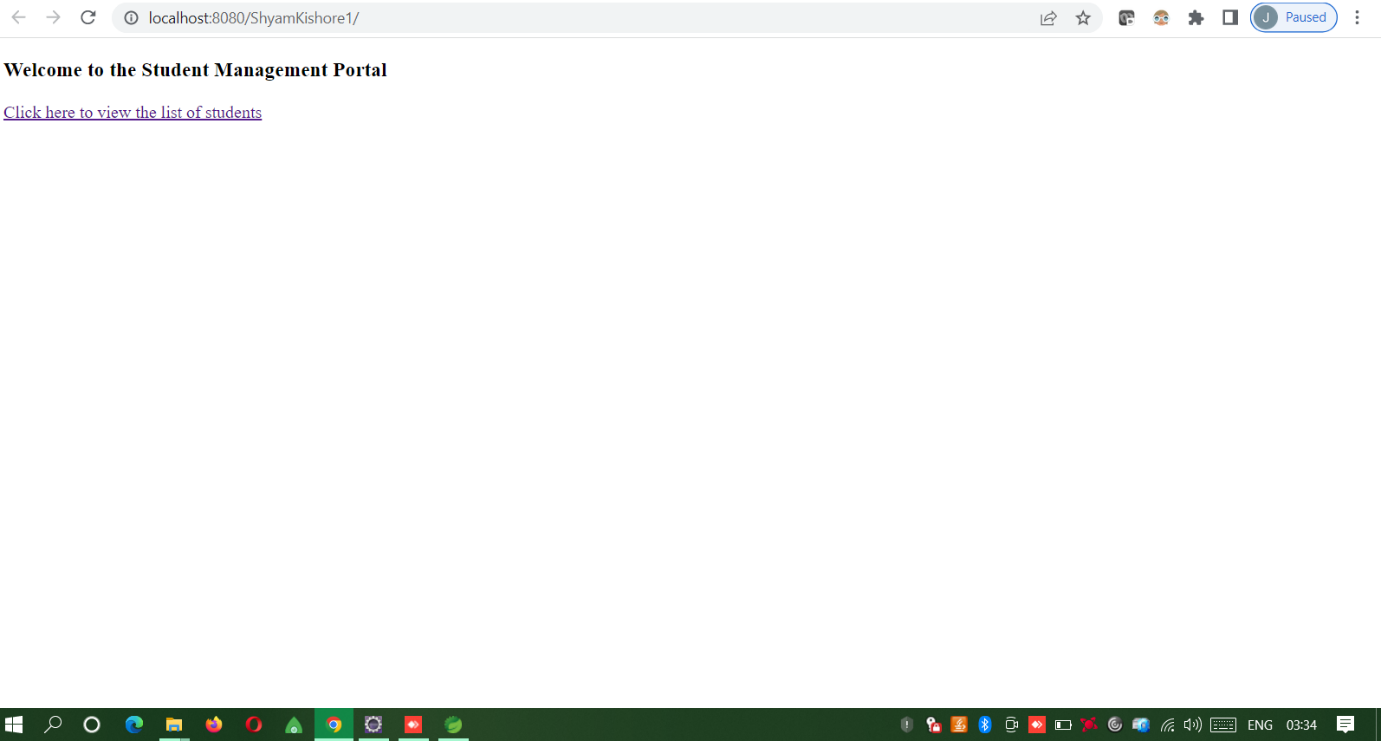 localhost:8080/ShyamKishore1/
J Paused
Welcome to the Student Management Portal
Click here to view the list of students
ENG 03:34